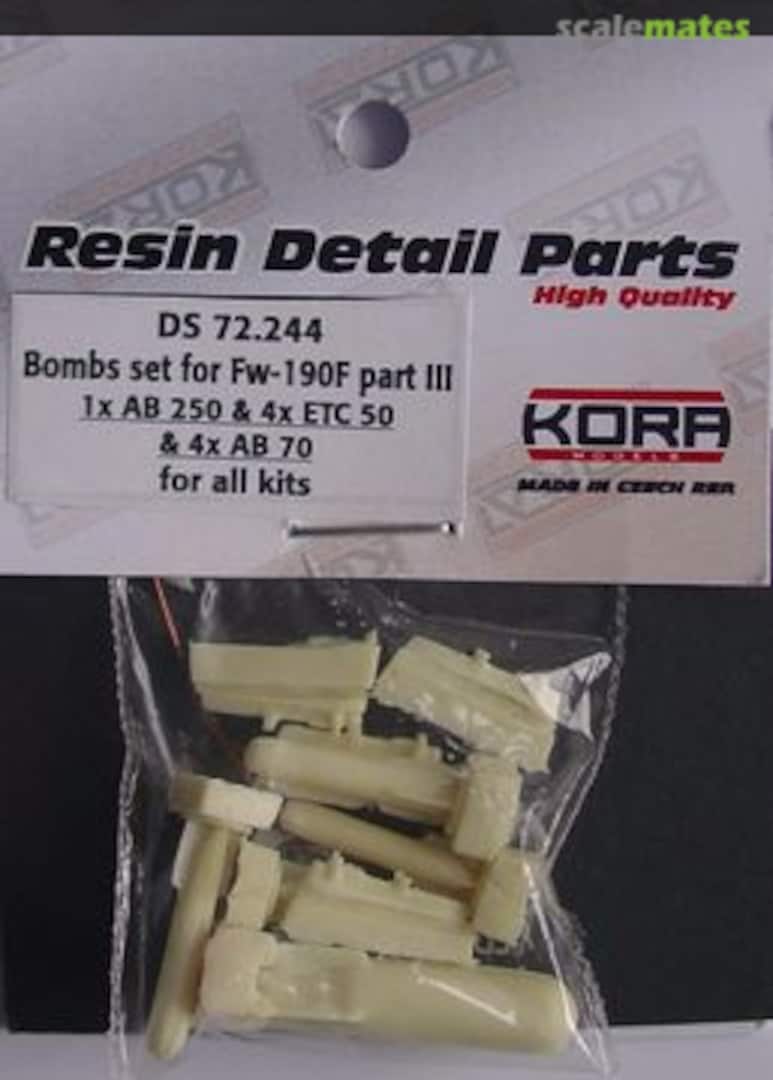 scalemates
Resin Detail Parts
High Quality
DS 72.244
Bombs set for Fw-190F part III
1x AB 250 & 4x ETC 50
& 4x AB 70
for all kits
KORA
MODELS
MADE IN CZECH REP.